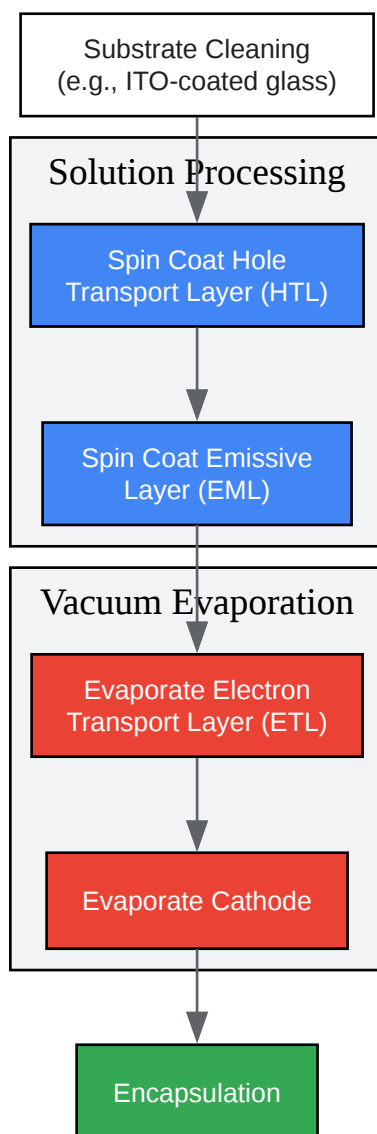 Substrate Cleaning
(e.g., ITO-coated glass)
Solution Processing
Spin Coat Hole
Transport Layer (HTL)
Spin Coat Emissive
Layer (EML)
Vacuum Evaporation
Evaporate Electron
Transport Layer (ETL)
Evaporate Cathode
Encapsulation